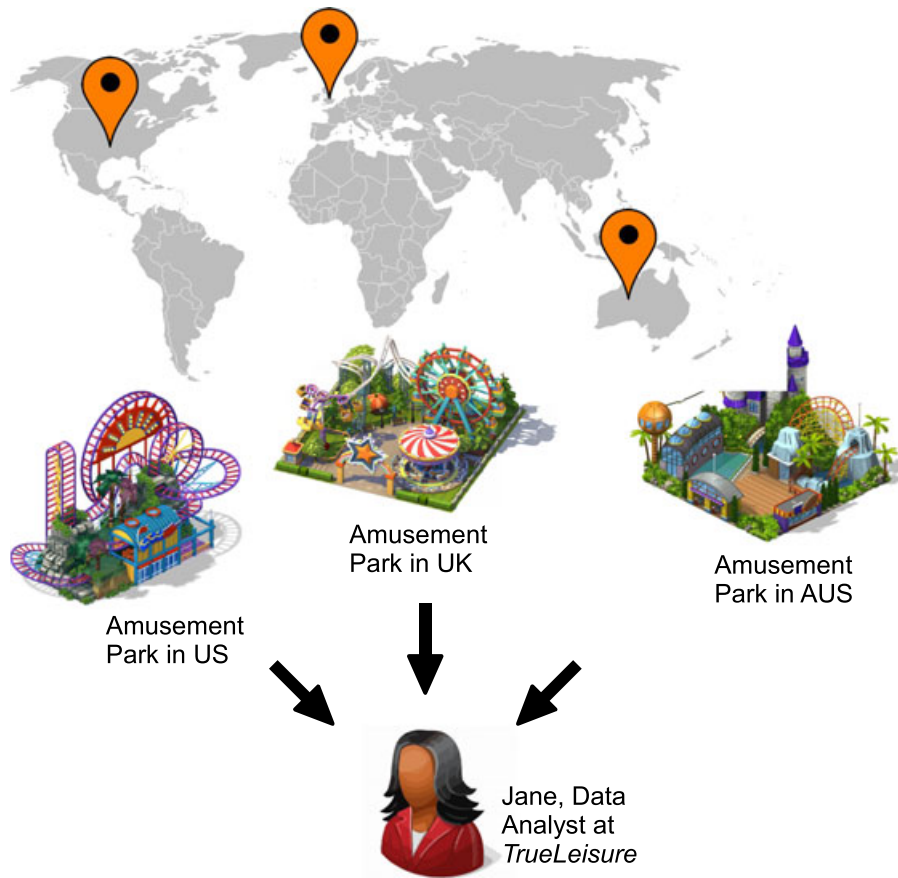 Amusement
Park in UK
Amusement
Park in AUS
Amusement
Park in US
Jane, Data
Analyst at
TrueLeisure